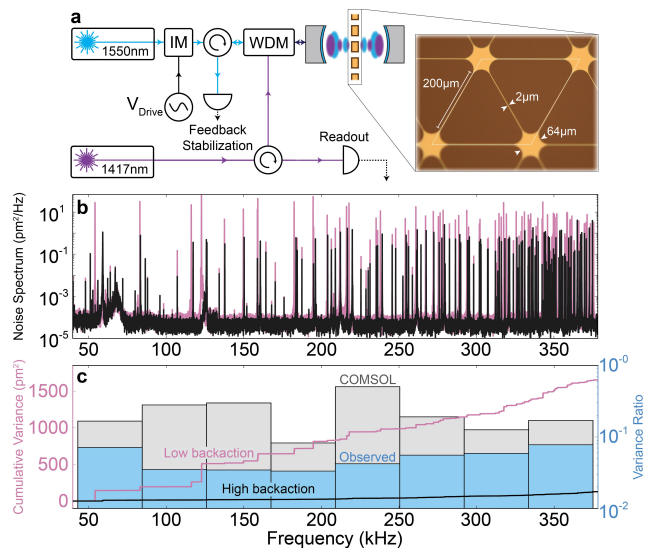 a
1550nm
IM
WDM
V_Drive
Feedback
Stabilization
1417nm
Readout
200μm
2μm
64μm
b
Noise Spectrum (pm²/Hz)
10¹
10⁻¹
10⁻³
10⁻⁵
50 100 150 200 250 300 350
c
Cumulative Variance (pm²)
1500
1000
500
0
COMSOL
Low backaction
Observed
High backaction
10⁻⁰
10⁻¹
10⁻²
Variance Ratio
50 100 150 200 250 300 350
Frequency (kHz)